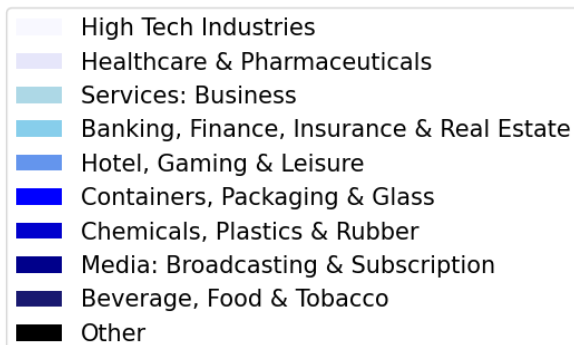 High Tech Industries
Healthcare & Pharmaceuticals
Services: Business
Banking, Finance, Insurance & Real Estate
Hotel, Gaming & Leisure
Containers, Packaging & Glass
Chemicals, Plastics & Rubber
Media: Broadcasting & Subscription
Beverage, Food & Tobacco
Other